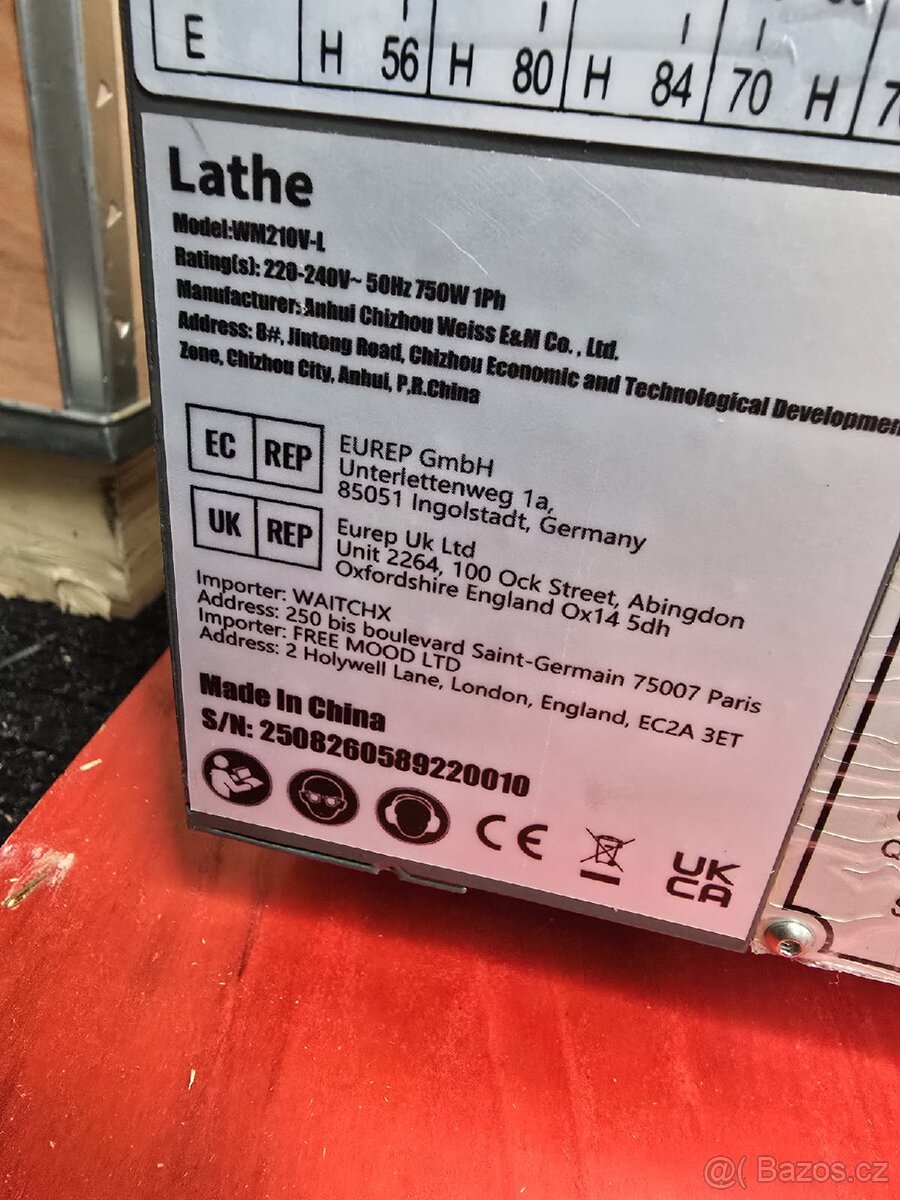 E H 56 H 80 H 84 70 H
Lathe
Model:WM210V-L
Rating(s): 220-240V~ 50Hz 750W 1Ph
Manufacturer:Anhui Chizhou Weiss E&M Co. , Ltd.
Address: 8#, Jintong Road, Chizhou Economic and Technological Development
Zone, Chizhou City, Anhui, P,R.China
EC REP
EUREP GmbH
Unterlettenweg 1a,
85051 Ingolstadt, Germany
UK REP
Eurep Uk Ltd
Unit 2264, 100 Ock Street, Abingdon
Oxfordshire England Ox14 5dh
Importer: WAITCHX
Address: 250 bis boulevard Saint-Germain 75007 Paris
Importer: FREE MOOD LTD
Address: 2 Holywell Lane, London, England, EC2A 3ET
Made In China
S/N: 2508260589220010
CE
UK
CA
@( Bazos.cz